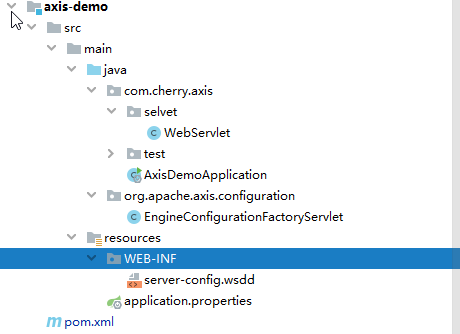 axis-demo
src
main
java
com.cherry.axis
selvet
WebServlet
test
AxisDemoApplication
org.apache.axis.configuration
EngineConfigurationFactoryServlet
resources
WEB-INF
server-config.wsdd
application.properties
pom.xml